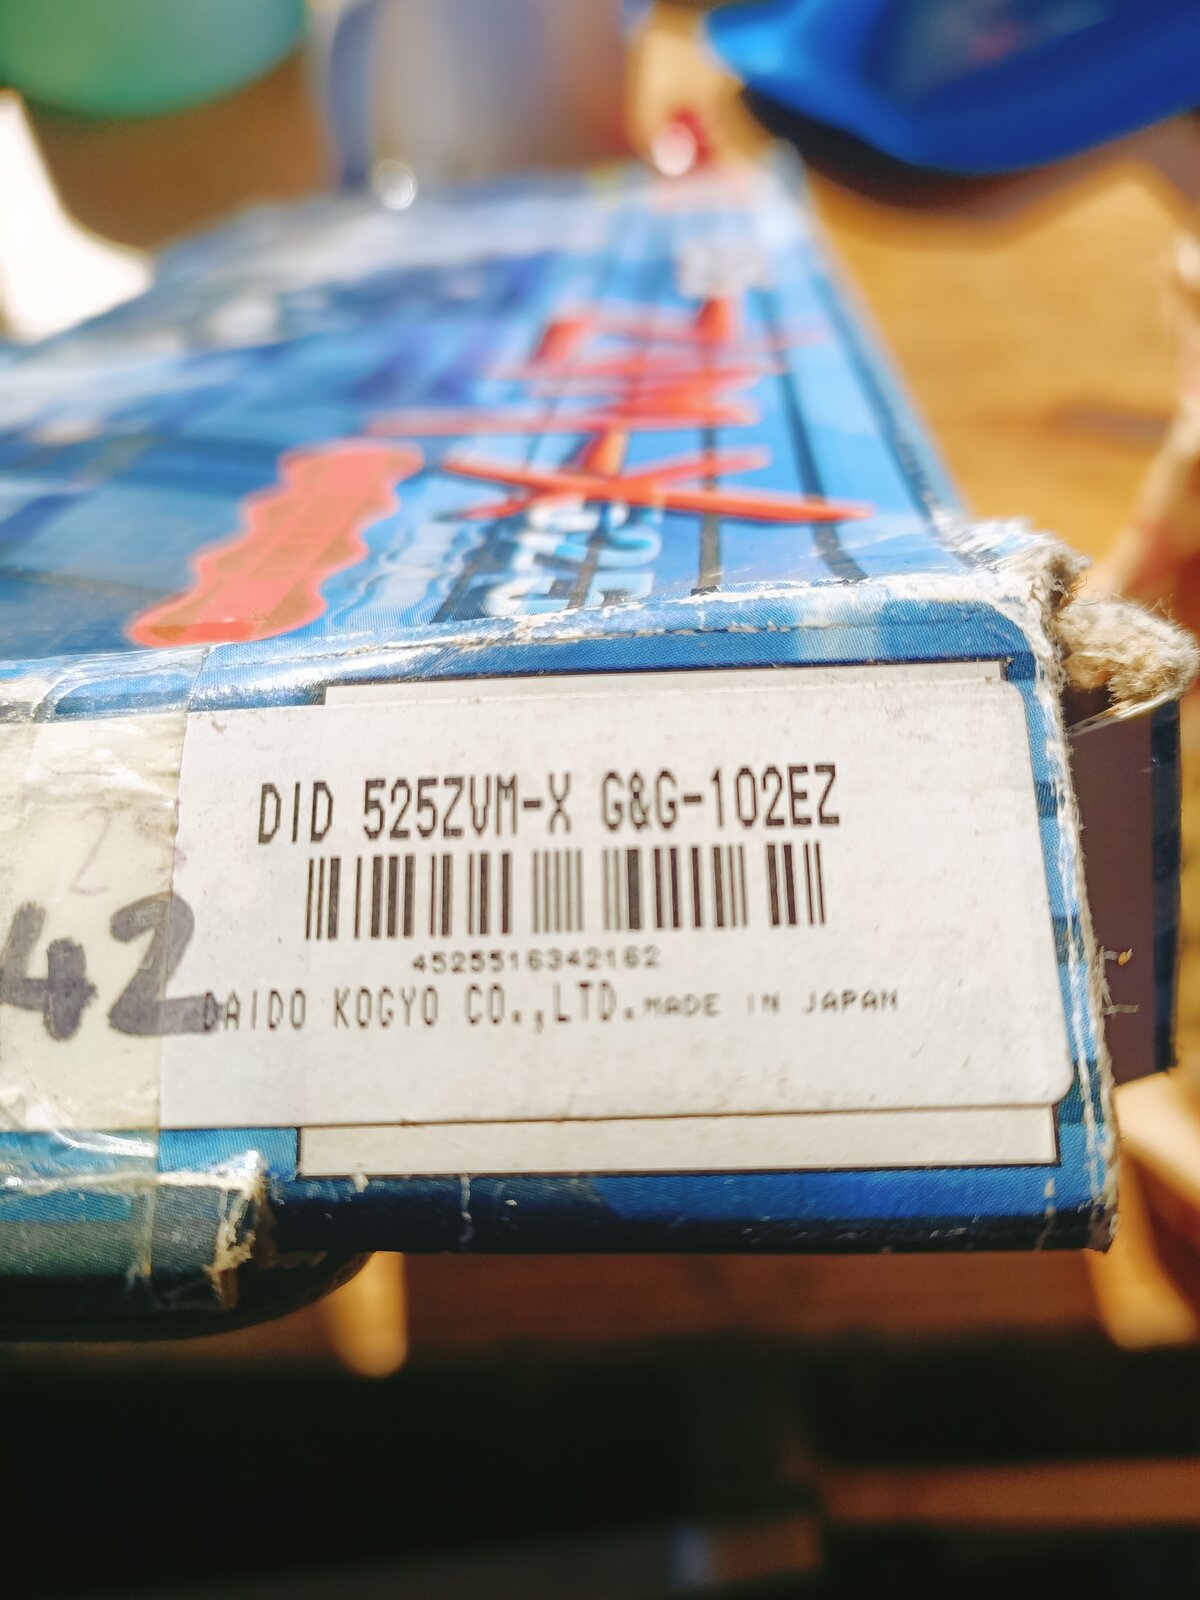 DID 525ZVM-X G&G-102EZ
4525516342162
42
DAIDO KOGYO CO.,LTD. MADE IN JAPAN